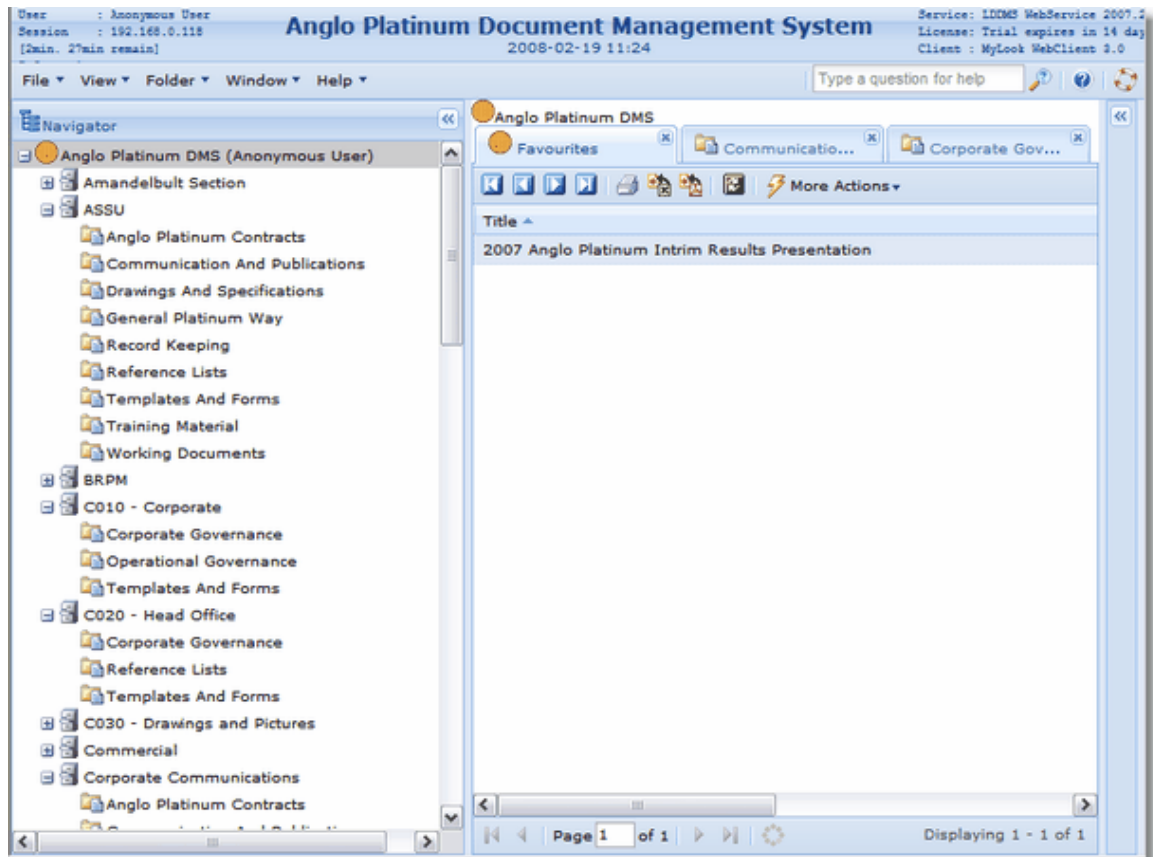 User : Anonymous User
Session : 192.168.0.118
[2min. 27min remain]
Anglo Platinum Document Management System
2008-02-19 11:24
Service: LDDMS WebService 2007.2
License: Trial expires in 14 day
Client : MyLook WebClient 3.0
File View Folder Window Help
Type a question for help
Navigator
Anglo Platinum DMS (Anonymous User)
Amandelbult Section
ASSU
Anglo Platinum Contracts
Communication And Publications
Drawings And Specifications
General Platinum Way
Record Keeping
Reference Lists
Templates And Forms
Training Material
Working Documents
BRPM
C010 - Corporate
Corporate Governance
Operational Governance
Templates And Forms
C020 - Head Office
Corporate Governance
Reference Lists
Templates And Forms
C030 - Drawings and Pictures
Commercial
Corporate Communications
Anglo Platinum Contracts
Anglo Platinum DMS
Favourites
Communicatio...
Corporate Gov...
More Actions
Title
2007 Anglo Platinum Intrim Results Presentation
Page 1 of 1
Displaying 1 - 1 of 1